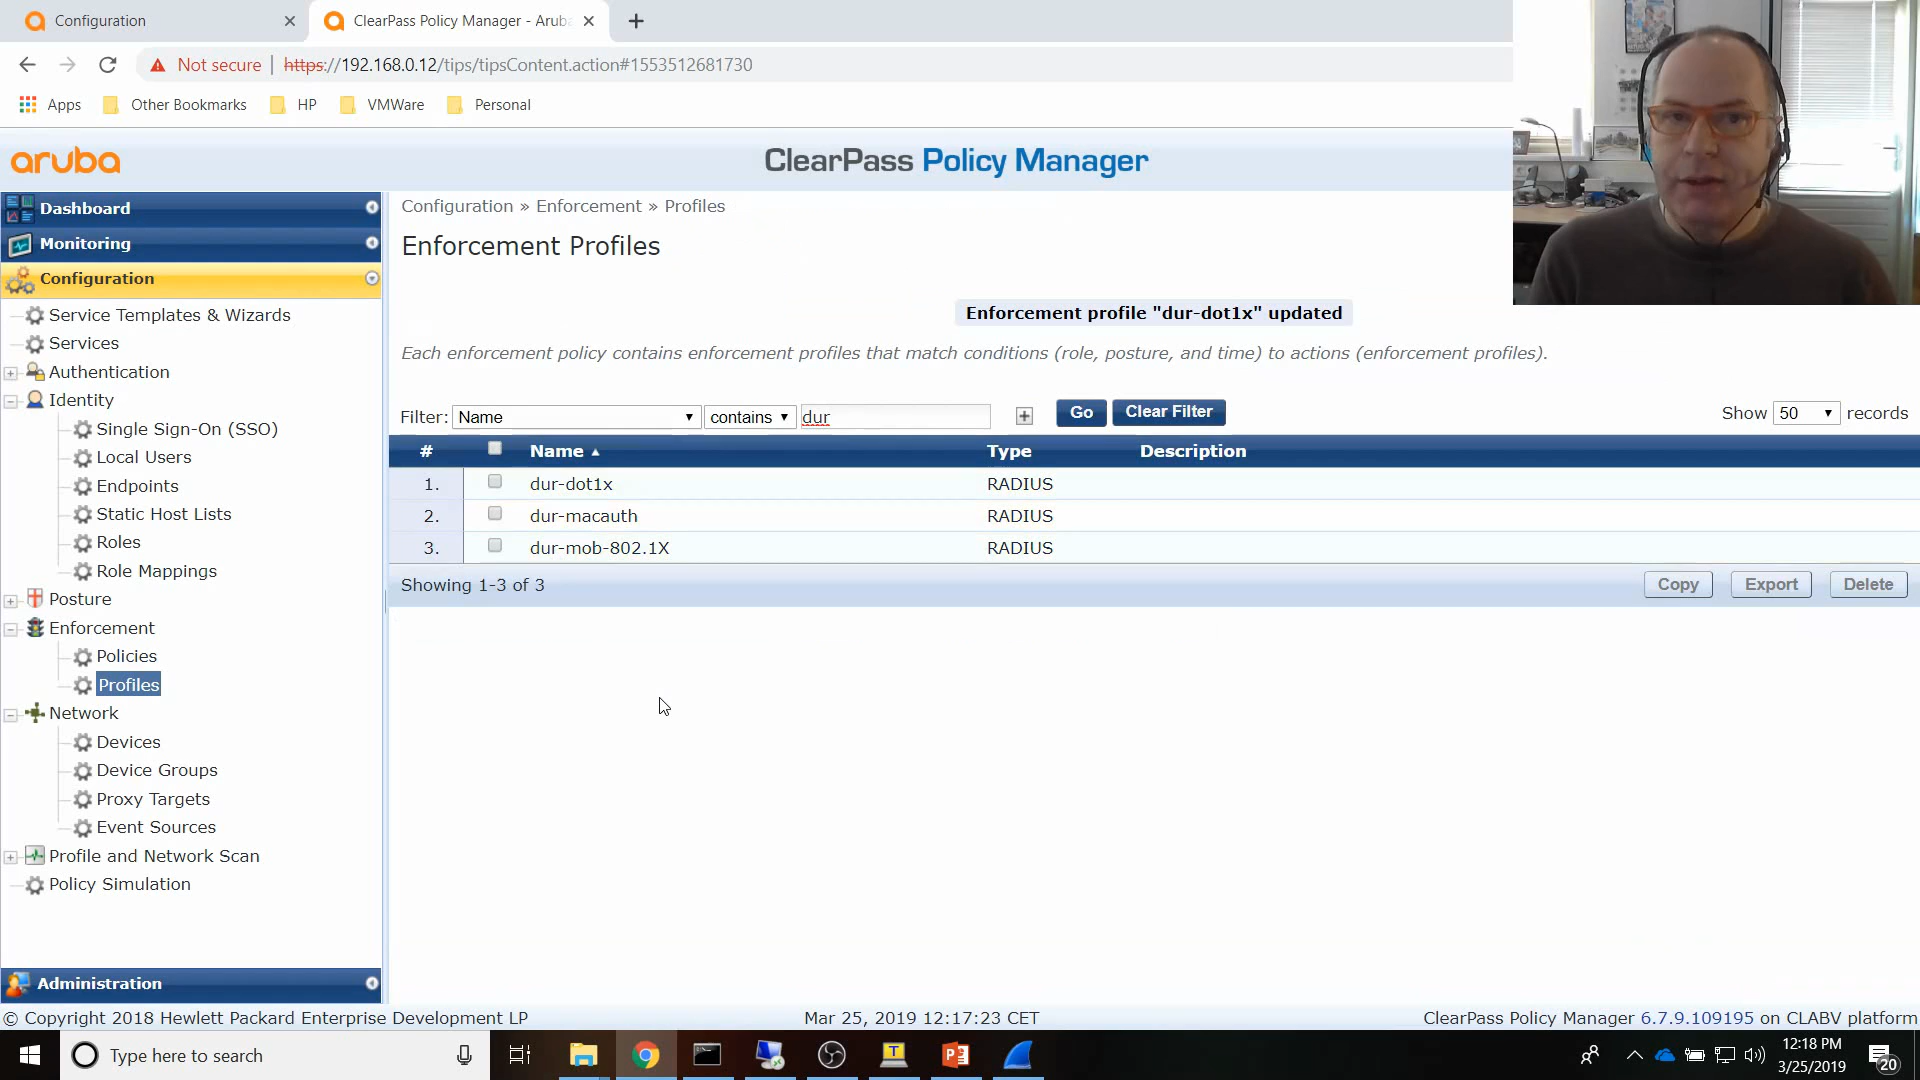 Configuration
ClearPass Policy Manager - Aruba
Not secure | https://192.168.0.12/tips/tipsContent.action#1553512681730
Apps Other Bookmarks HP VMWare Personal
aruba
ClearPass Policy Manager
Dashboard
Monitoring
Configuration
Service Templates & Wizards
Services
Authentication
Identity
Single Sign-On (SSO)
Local Users
Endpoints
Static Host Lists
Roles
Role Mappings
Posture
Enforcement
Policies
Profiles
Network
Devices
Device Groups
Proxy Targets
Event Sources
Profile and Network Scan
Policy Simulation
Administration
Configuration » Enforcement » Profiles
Enforcement Profiles
Enforcement profile "dur-dot1x" updated
Each enforcement policy contains enforcement profiles that match conditions (role, posture, and time) to actions (enforcement profiles).
Filter: Name contains dur Go Clear Filter Show 50 records
# Name Type Description
1. dur-dot1x RADIUS
2. dur-macauth RADIUS
3. dur-mob-802.1X RADIUS
Showing 1-3 of 3 Copy Export Delete
© Copyright 2018 Hewlett Packard Enterprise Development LP Mar 25, 2019 12:17:23 CET ClearPass Policy Manager 6.7.9.109195 on CLABV platform
Type here to search
12:18 PM
3/25/2019
20